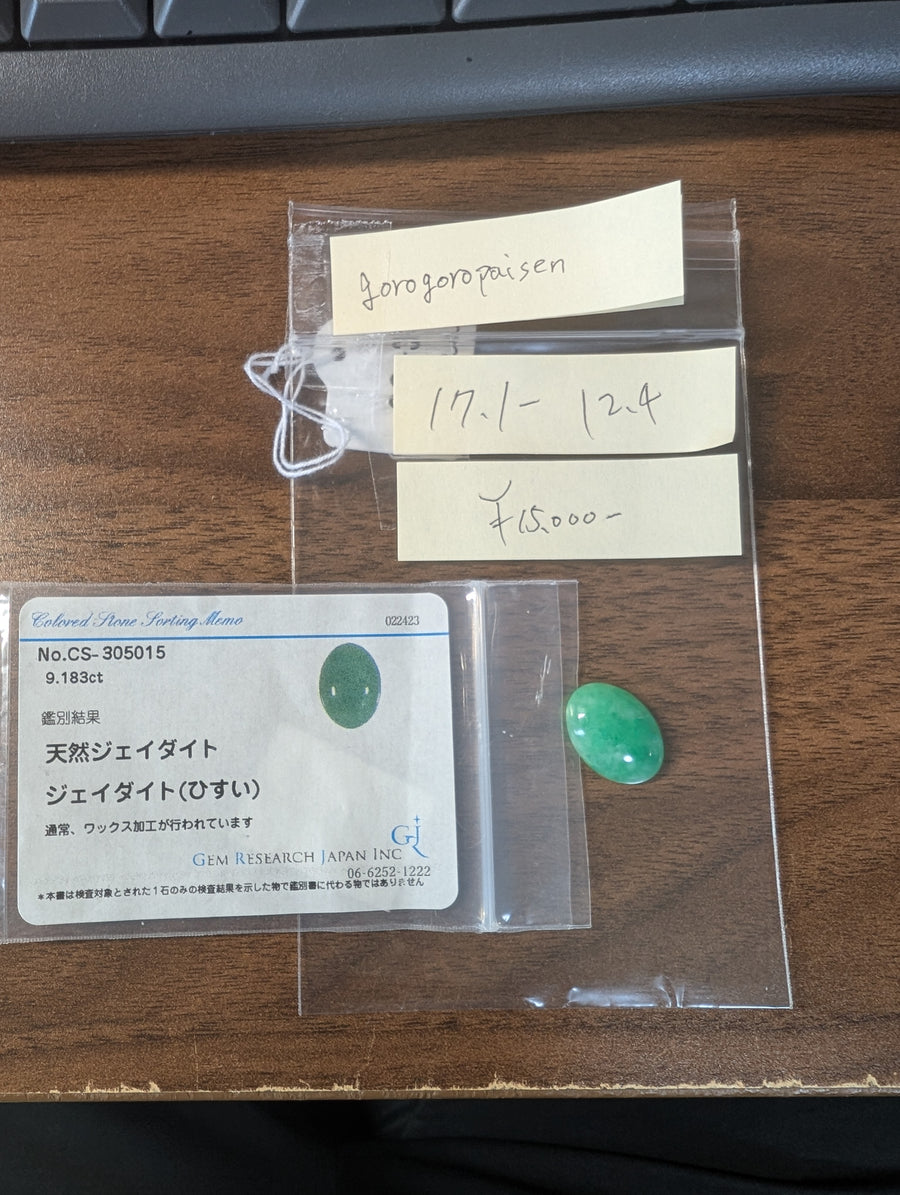 gorogoropaisen
17.1- 12.4
¥15.000-
Colored Stone Sorting Memo
022423
No.CS-305015
9.183ct
鑑別結果
天然ジェイダイト
ジェイダイト(ひすい)
通常、ワックス加工が行われています
GJR
GEM RESEARCH JAPAN INC
06-6252-1222
*本書は検査対象とされた1石のみの検査結果を示した物で鑑別書に代わる物ではありません